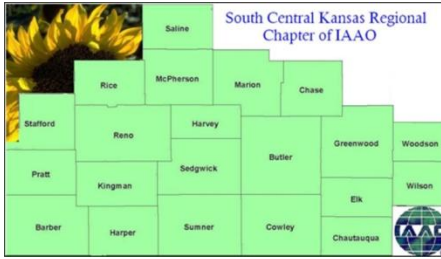 South Central Kansas Regional
Chapter of IAAO
Saline
Rice
McPherson
Marion
Chase
Stafford
Reno
Harvey
Sedgwick
Butler
Greenwood
Woodson
Pratt
Kingman
Elk
Wilson
Barber
Harper
Sumner
Cowley
Chautauqua
IAAO